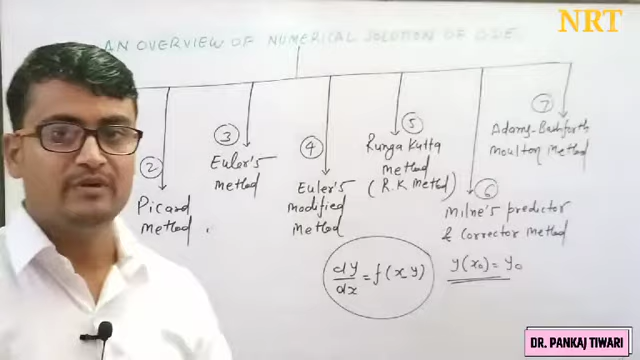 NRT
AN OVERVIEW OF NUMERICAL SOLUTION OF ODE
②
Picard
method
③
Euler's
method
④
Euler's
modified
method
⑤
Runga Kutta
method
(R.K Method)
⑥
Milne's predictor
& corrector method
⑦
Adams-Bashforth
Moulton Method
dy/dx = f(x y)
y(x₀) = y₀
DR. PANKAJ TIWARI